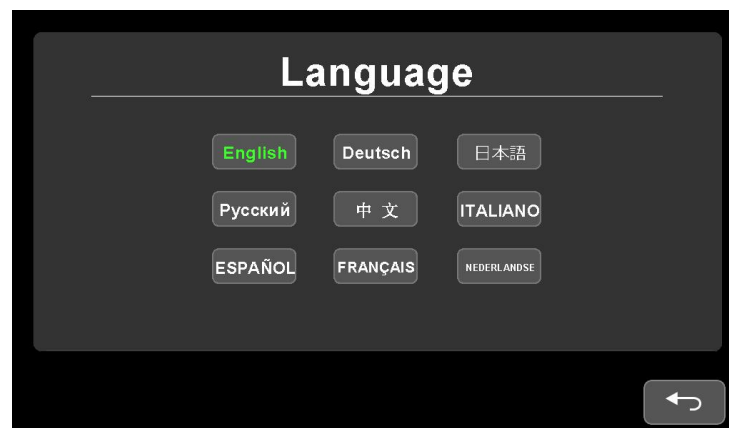 Language
English Deutsch 日本語
Русский 中 文 ITALIANO
ESPAÑOL FRANÇAIS NEDERLANDSE